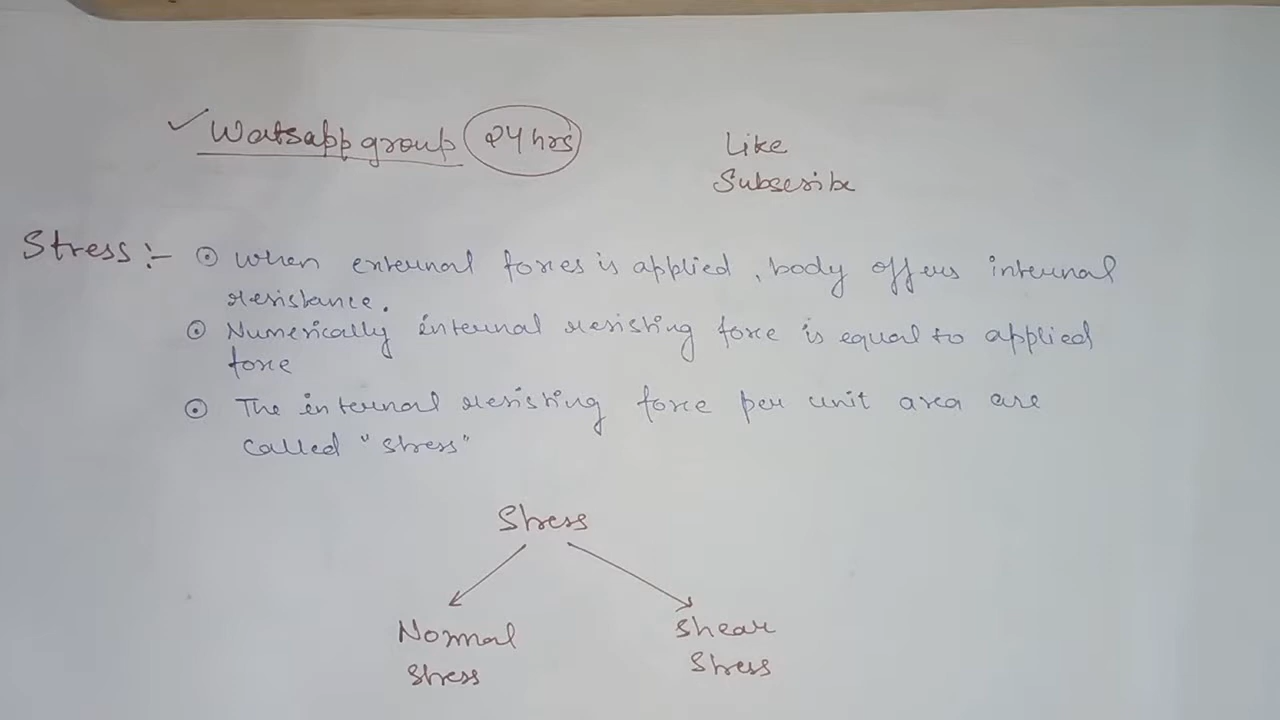 ✓ Watsapp group 24 hrs
Like
Subscribe
Stress :- ⊙ When external forces is applied, body offers internal
resistance.
⊙ Numerically internal resisting force is equal to applied
force
⊙ The internal resisting force per unit area are
called "stress"
Stress
Normal Shear
Stress Stress